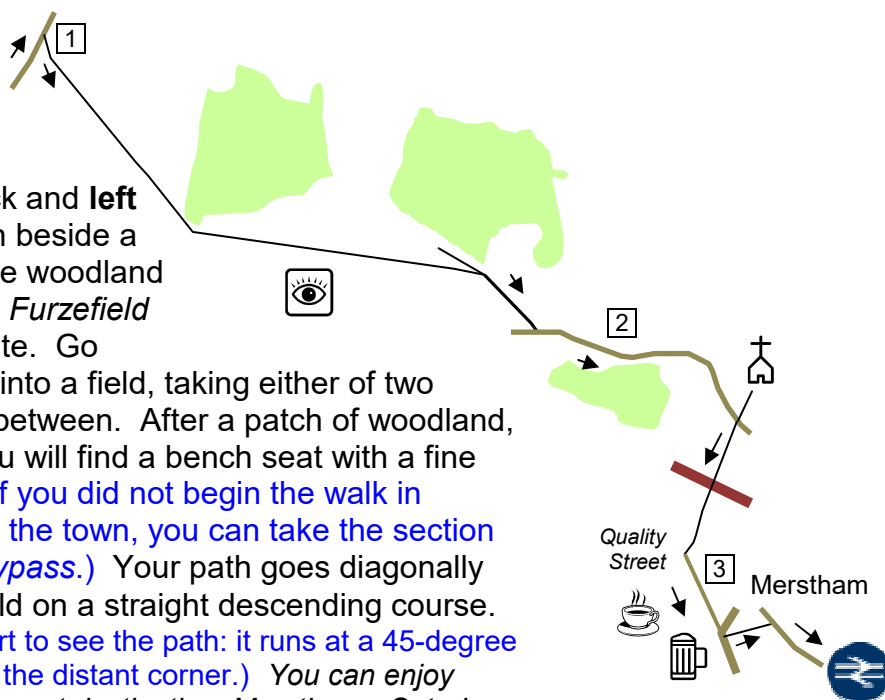 1
ck and left
n beside a
e woodland
Furzefield
te. Go
into a field, taking either of two
between. After a patch of woodland,
u will find a bench seat with a fine
f you did not begin the walk in
the town, you can take the section
ypass.) Your path goes diagonally
ld on a straight descending course.
rt to see the path: it runs at a 45-degree
the distant corner.) You can enjoy
2
Quality
Street
3
Merstham